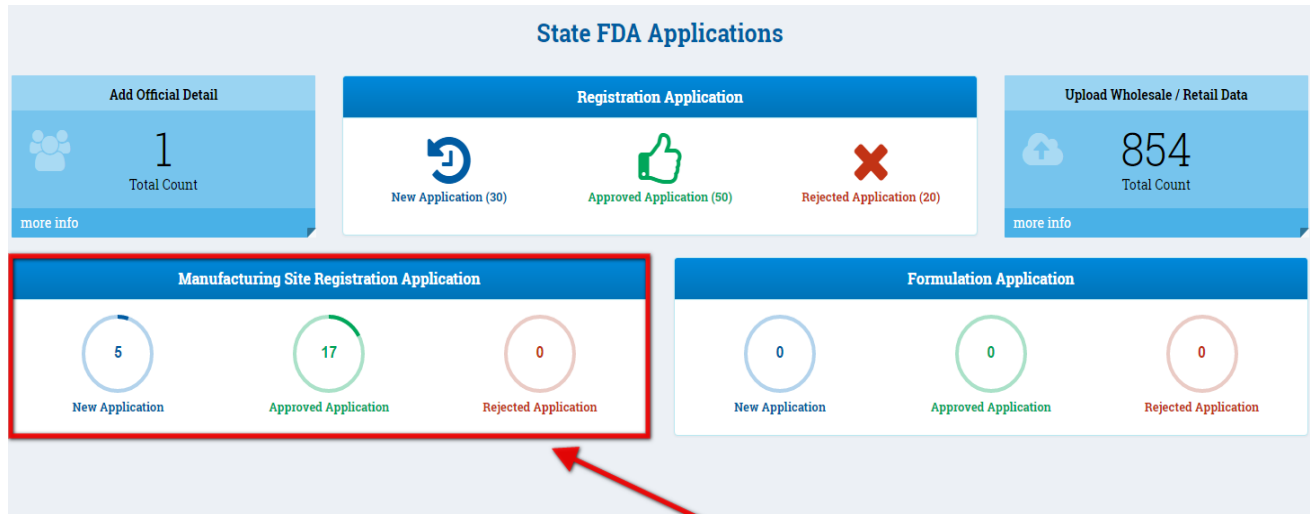 State FDA Applications
Add Official Detail
1
Total Count
more info
Registration Application
New Application (30)
Approved Application (50)
Rejected Application (20)
Upload Wholesale / Retail Data
854
Total Count
more info
Manufacturing Site Registration Application
5
New Application
17
Approved Application
0
Rejected Application
Formulation Application
0
New Application
0
Approved Application
0
Rejected Application